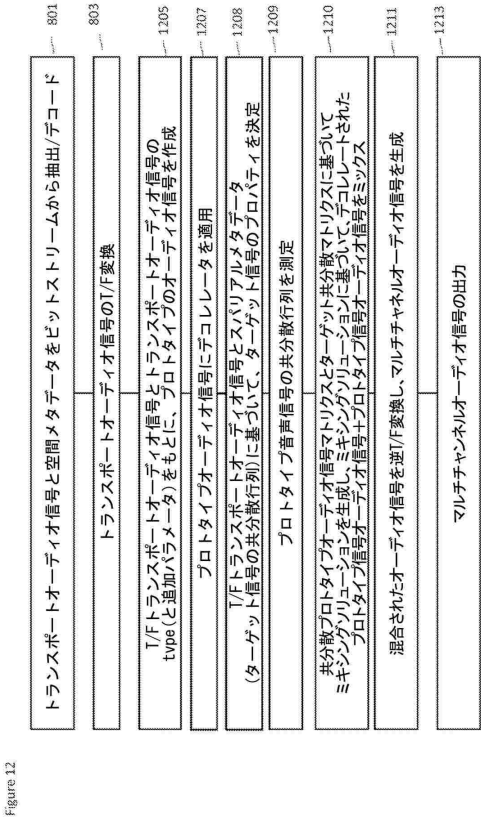 Figure 12
トランスポートオーディオ信号と空間メタデータをビットストリームから抽出/デコード
801
トランスポートオーディオ信号のT/F変換
803
T/Fトランスポートオーディオ信号とトランスポートオーディオ信号の
type(と追加パラメータ)をもとに、プロトタイプのオーディオ信号を作成
1205
プロトタイプオーディオ信号にデコレレータを適用
1207
T/Fトランスポートオーディオ信号とスパリアルメタデータ
(ターゲット信号の共分散行列)に基づいて、ターゲット信号のプロパティを決定
1208
プロトタイプ音声信号の共分散行列を測定
1209
共分散プロトタイプオーディオ信号マトリクスとターゲット共分散マトリクスに基づいて
ミキシングソリューションを生成し、ミキシングソリューションに基づいて、デコレレートされた
プロトタイプ信号オーディオ信号+プロトタイプ信号オーディオ信号をミックス
1210
混合されたオーディオ信号を逆T/F変換し、マルチチャネルオーディオ信号を生成
1211
マルチチャンネルオーディオ信号の出力
1213